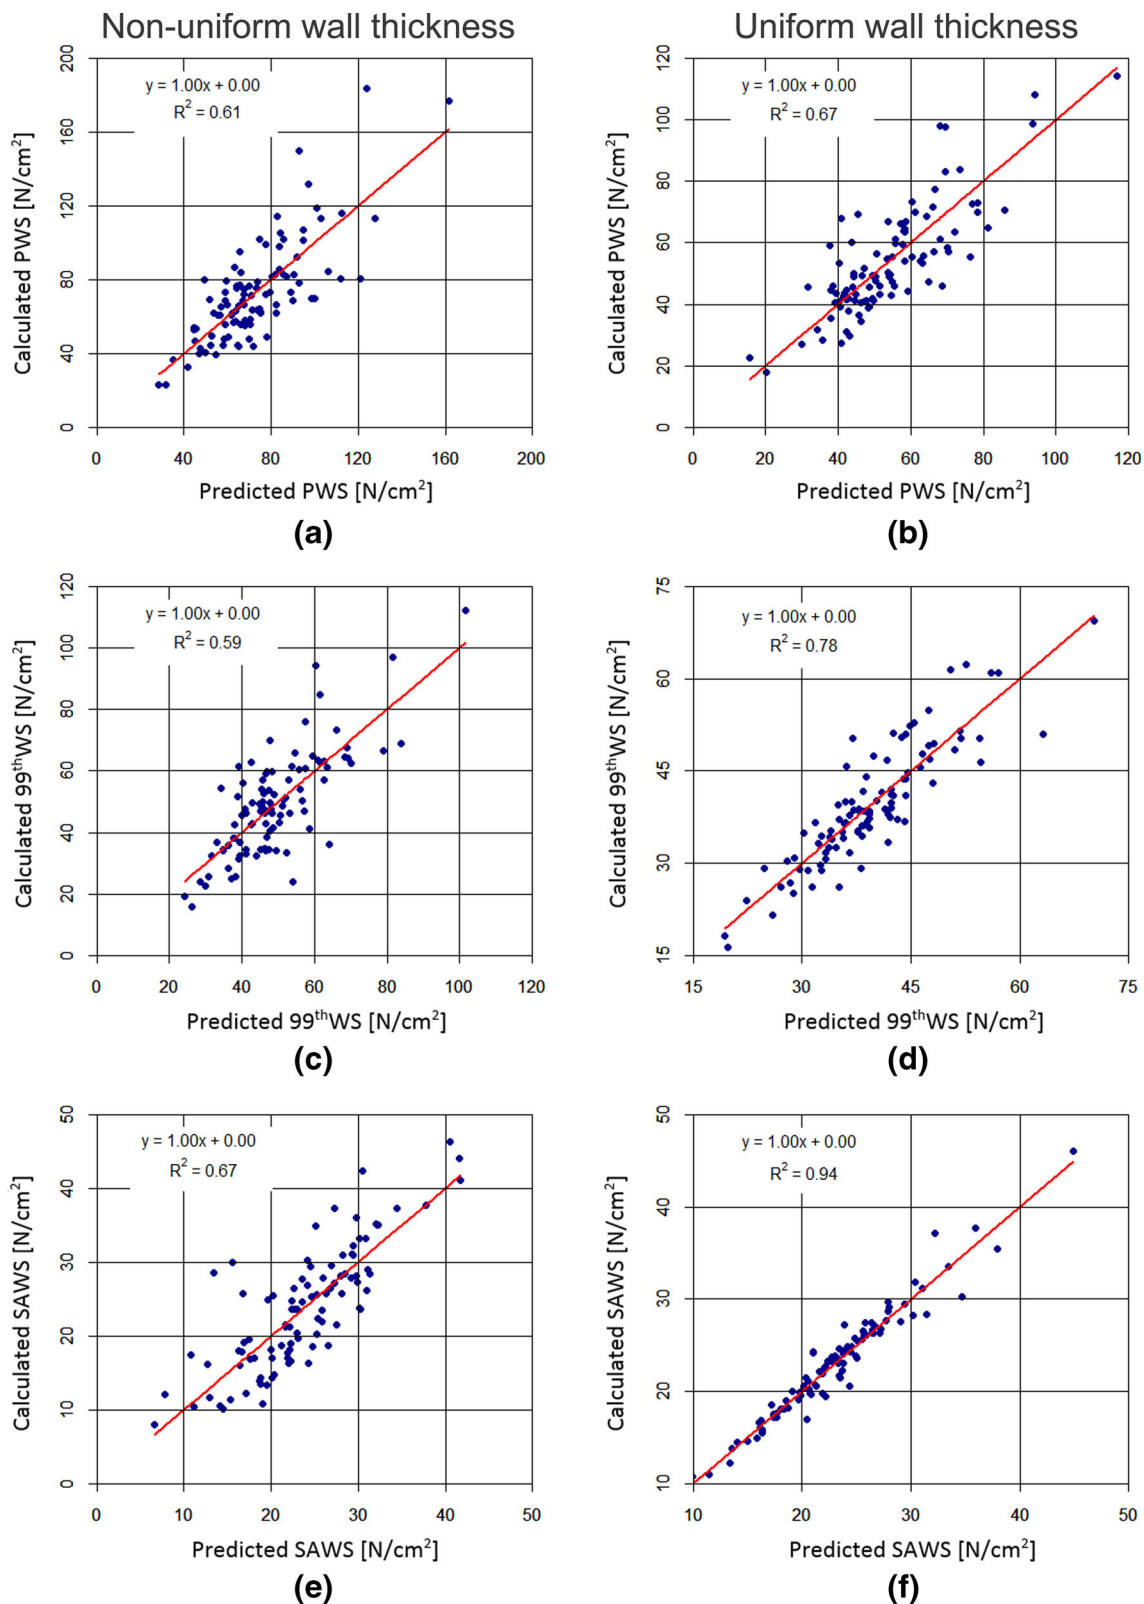 Non-uniform wall thickness
Uniform wall thickness
y = 1.00x + 0.00
R² = 0.61
Calculated PWS [N/cm²]
0 40 80 120 160 200
0 40 80 120 160 200
Predicted PWS [N/cm²]
(a)
y = 1.00x + 0.00
R² = 0.67
Calculated PWS [N/cm²]
0 20 40 60 80 100 120
0 20 40 60 80 100 120
Predicted PWS [N/cm²]
(b)
y = 1.00x + 0.00
R² = 0.59
Calculated 99ᵗʰWS [N/cm²]
0 20 40 60 80 100 120
0 20 40 60 80 100 120
Predicted 99ᵗʰWS [N/cm²]
(c)
y = 1.00x + 0.00
R² = 0.78
Calculated 99ᵗʰWS [N/cm²]
15 30 45 60 75
15 30 45 60 75
Predicted 99ᵗʰWS [N/cm²]
(d)
y = 1.00x + 0.00
R² = 0.67
Calculated SAWS [N/cm²]
0 10 20 30 40 50
0 10 20 30 40 50
Predicted SAWS [N/cm²]
(e)
y = 1.00x + 0.00
R² = 0.94
Calculated SAWS [N/cm²]
10 20 30 40 50
10 20 30 40 50
Predicted SAWS [N/cm²]
(f)